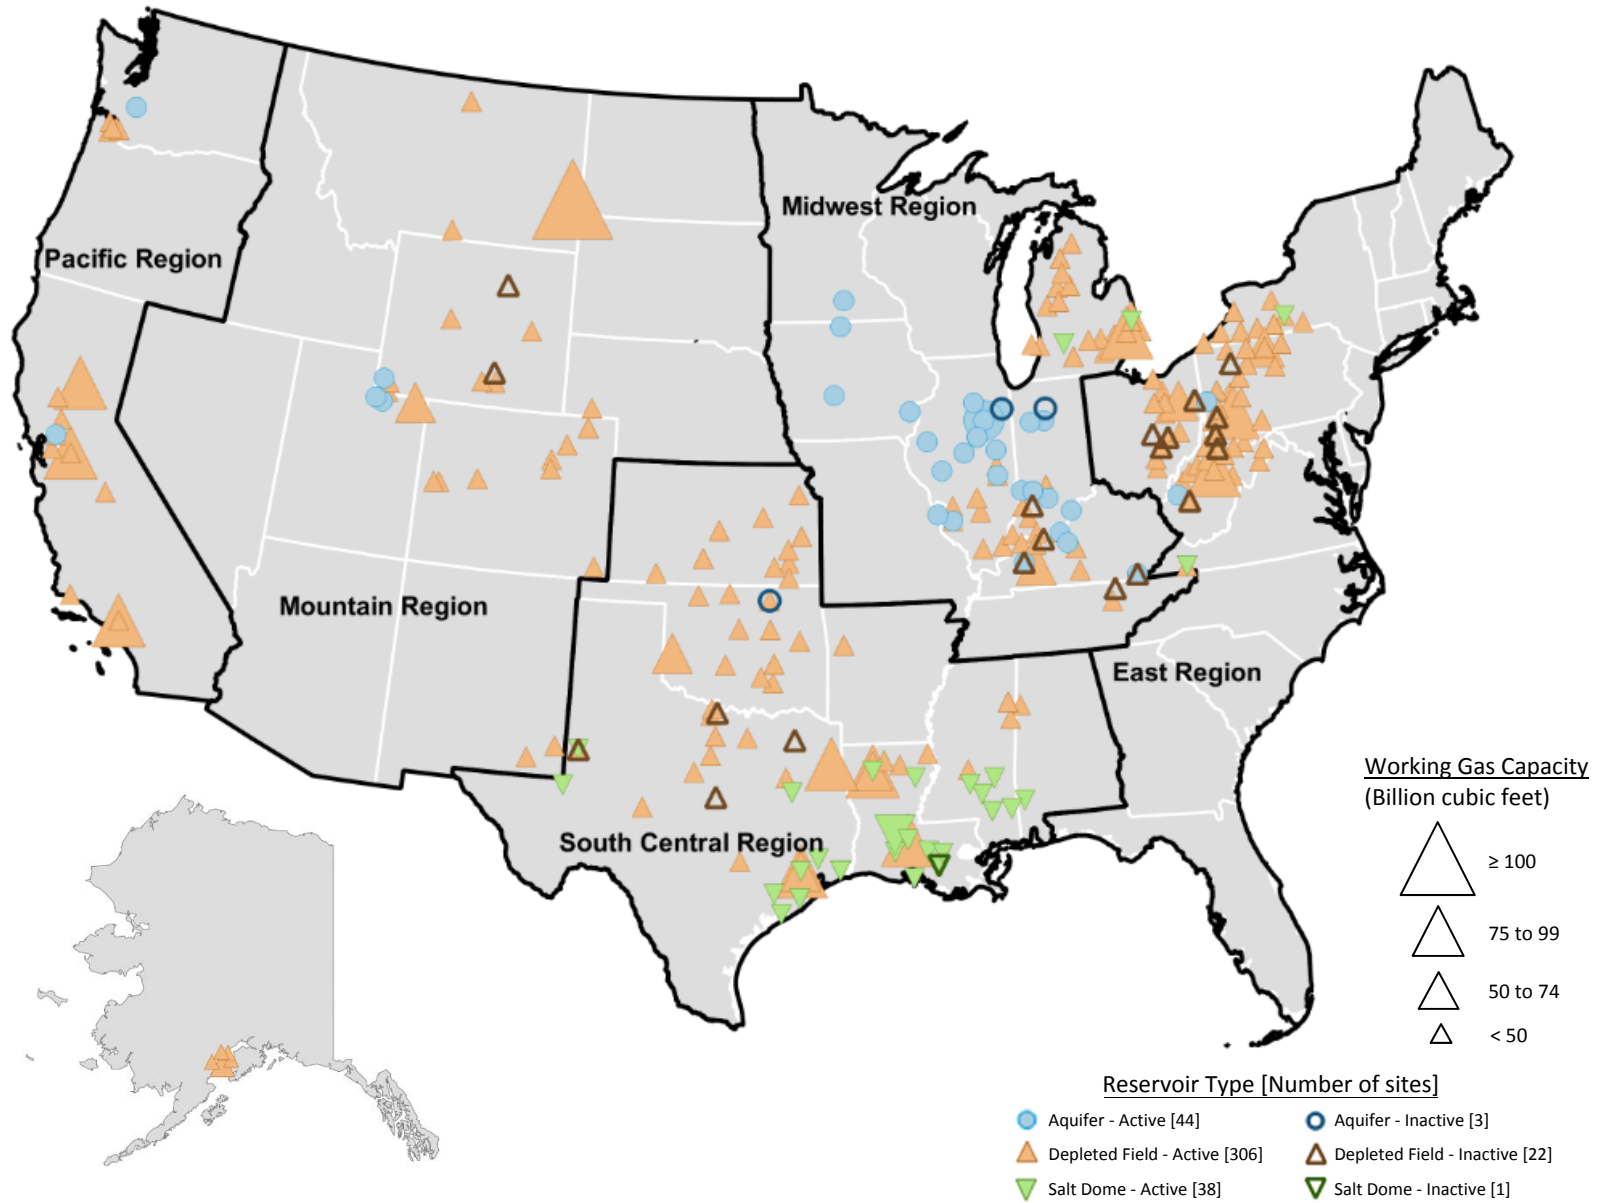 Midwest Region
Pacific Region
Mountain Region
East Region
South Central Region
Working Gas Capacity
(Billion cubic feet)
≥ 100
75 to 99
50 to 74
< 50
Reservoir Type [Number of sites]
Aquifer - Active [44]
Aquifer - Inactive [3]
Depleted Field - Active [306]
Depleted Field - Inactive [22]
Salt Dome - Active [38]
Salt Dome - Inactive [1]